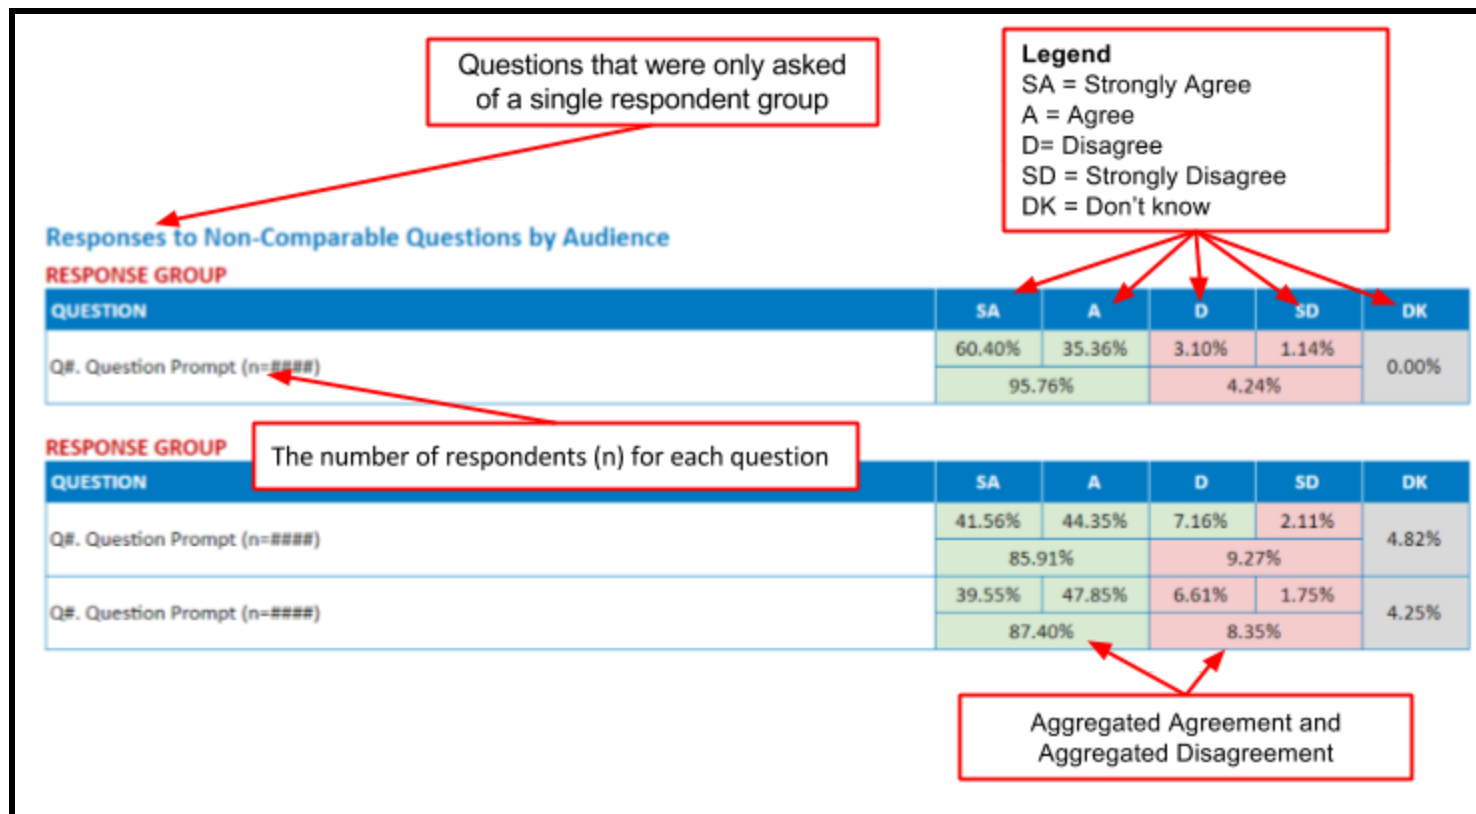 Questions that were only asked
of a single respondent group
Legend
SA = Strongly Agree
A = Agree
D= Disagree
SD = Strongly Disagree
DK = Don't know
Responses to Non-Comparable Questions by Audience
RESPONSE GROUP
QUESTION SA A D SD DK
Q#. Question Prompt (n=####) 60.40% 35.36% 3.10% 1.14% 0.00%
95.76% 4.24%
The number of respondents (n) for each question
RESPONSE GROUP
QUESTION SA A D SD DK
Q#. Question Prompt (n=####) 41.56% 44.35% 7.16% 2.11% 4.82%
85.91% 9.27%
Q#. Question Prompt (n=####) 39.55% 47.85% 6.61% 1.75% 4.25%
87.40% 8.35%
Aggregated Agreement and
Aggregated Disagreement